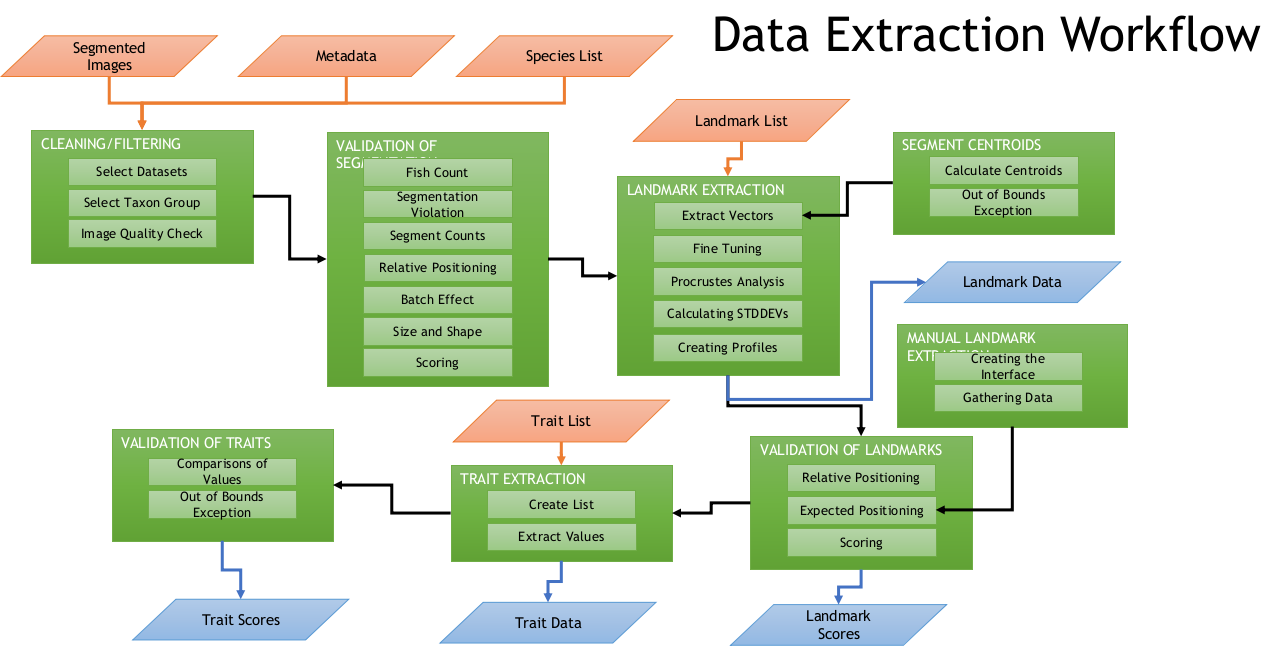 Data Extraction Workflow
Segmented
Images
Metadata
Species List
Landmark List
CLEANING/FILTERING
Select Datasets
Select Taxon Group
Image Quality Check
VALIDATION OF
SEGMENTATION
Fish Count
Segmentation
Violation
Segment Counts
Relative Positioning
Batch Effect
Size and Shape
Scoring
LANDMARK EXTRACTION
Extract Vectors
Fine Tuning
Procrustes Analysis
Calculating STDDEVs
Creating Profiles
SEGMENT CENTROIDS
Calculate Centroids
Out of Bounds
Exception
Landmark Data
MANUAL LANDMARK
EXTRACTION
Creating the
Interface
Gathering Data
Trait List
VALIDATION OF TRAITS
Comparisons of
Values
Out of Bounds
Exception
TRAIT EXTRACTION
Create List
Extract Values
VALIDATION OF LANDMARKS
Relative Positioning
Expected Positioning
Scoring
Trait Scores
Trait Data
Landmark
Scores